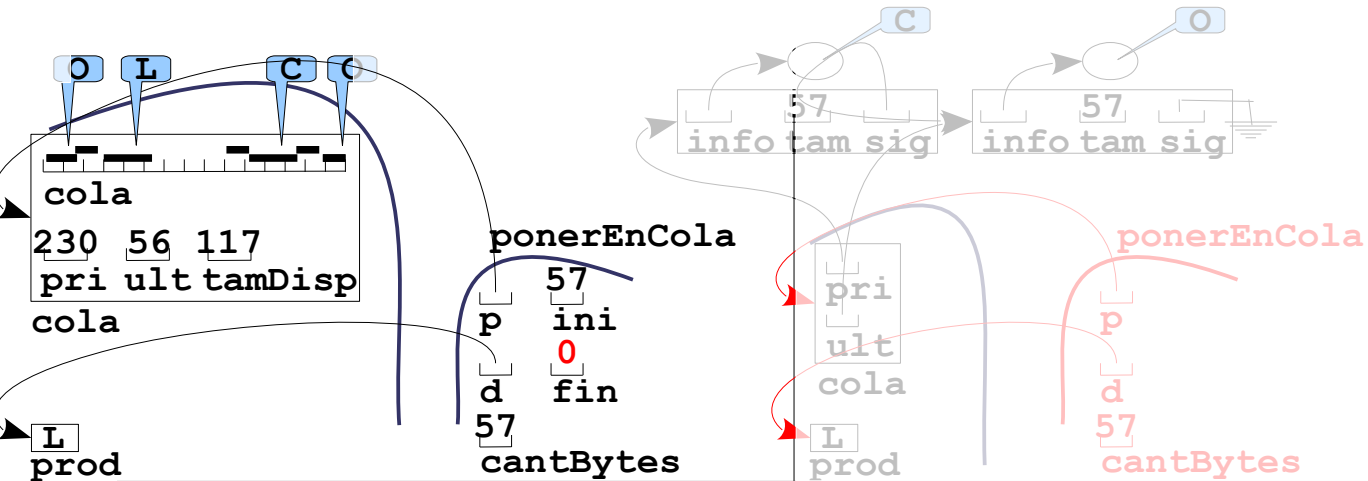 O L C O
cola
230 56 117
pri ult tamDisp
cola
ponerEnCola
57
p ini
0
d fin
57
cantBytes
L
prod
C O
57
info tam sig
57
info tam sig
pri
ult
cola
L
prod
ponerEnCola
p
d
57
cantBytes